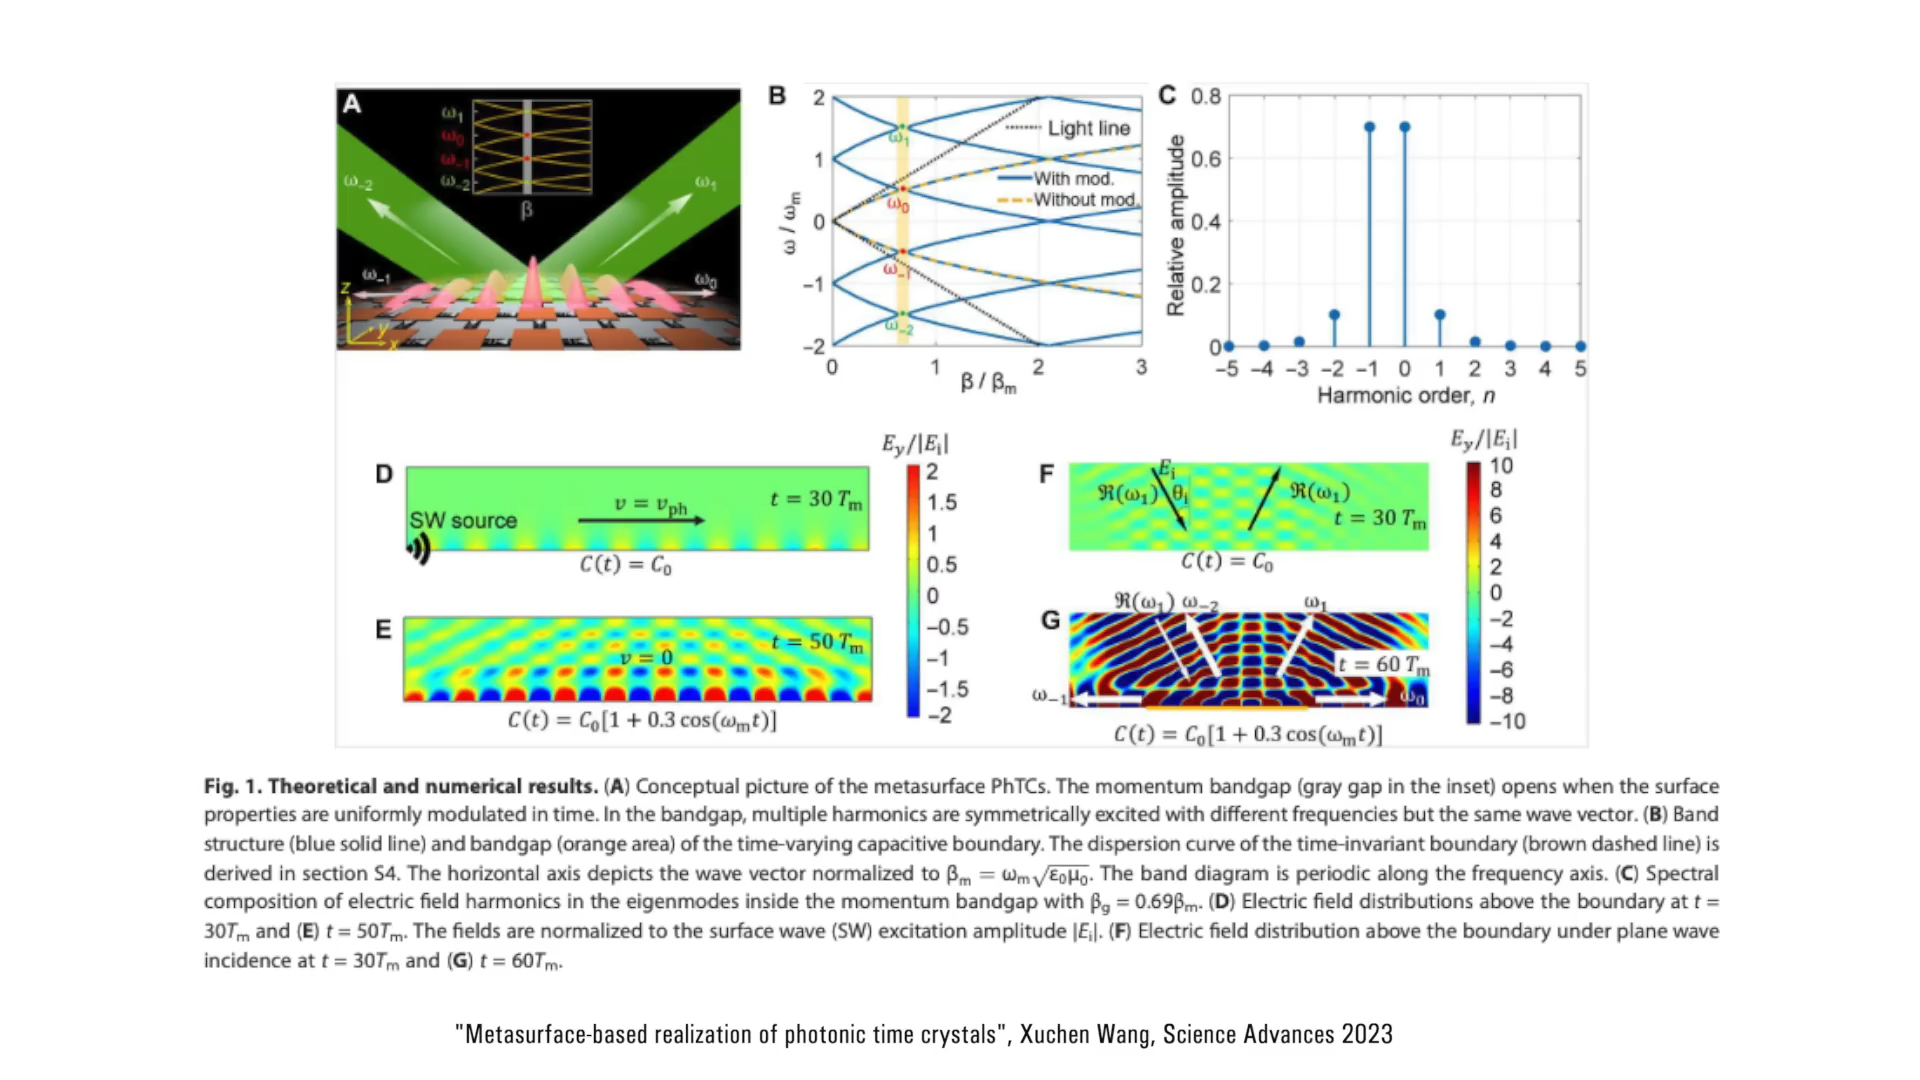 A
ω₁
ω₀
ω₋₁
ω₋₂
β
ω₋₂
ω₁
ω₋₁
ω₀
z
y
x
B
2
1
0
−1
−2
ω / ωₘ
ω₁
ω₀
ω₋₁
ω₋₂
Light line
With mod.
Without mod.
0 1 2 3
β / βₘ
C
0.8
0.6
0.4
0.2
0
Relative amplitude
−5 −4 −3 −2 −1 0 1 2 3 4 5
Harmonic order, n
D
SW source
v = vₚₕ
t = 30 Tₘ
C(t) = C₀
E
v = 0
t = 50 Tₘ
C(t) = C₀[1 + 0.3 cos(ωₘt)]
Eᵧ/|Eᵢ|
2
1.5
1
0.5
0
−0.5
−1
−1.5
−2
F
Eᵢ
ℜ(ω₁) θᵢ
ℜ(ω₁)
t = 30 Tₘ
C(t) = C₀
G
ℜ(ω₁) ω₋₂ ω₁
t = 60 Tₘ
ω₋₁ ω₀
C(t) = C₀[1 + 0.3 cos(ωₘt)]
Eᵧ/|Eᵢ|
10
8
6
4
2
0
−2
−4
−6
−8
−10
Fig. 1. Theoretical and numerical results. (A) Conceptual picture of the metasurface PhTCs. The momentum bandgap (gray gap in the inset) opens when the surface
properties are uniformly modulated in time. In the bandgap, multiple harmonics are symmetrically excited with different frequencies but the same wave vector. (B) Band
structure (blue solid line) and bandgap (orange area) of the time-varying capacitive boundary. The dispersion curve of the time-invariant boundary (brown dashed line) is
derived in section S4. The horizontal axis depicts the wave vector normalized to βₘ = ωₘ√ε₀μ₀. The band diagram is periodic along the frequency axis. (C) Spectral
composition of electric field harmonics in the eigenmodes inside the momentum bandgap with β_g = 0.69βₘ. (D) Electric field distributions above the boundary at t =
30Tₘ and (E) t = 50Tₘ. The fields are normalized to the surface wave (SW) excitation amplitude |Eᵢ|. (F) Electric field distribution above the boundary under plane wave
incidence at t = 30Tₘ and (G) t = 60Tₘ.
"Metasurface-based realization of photonic time crystals", Xuchen Wang, Science Advances 2023